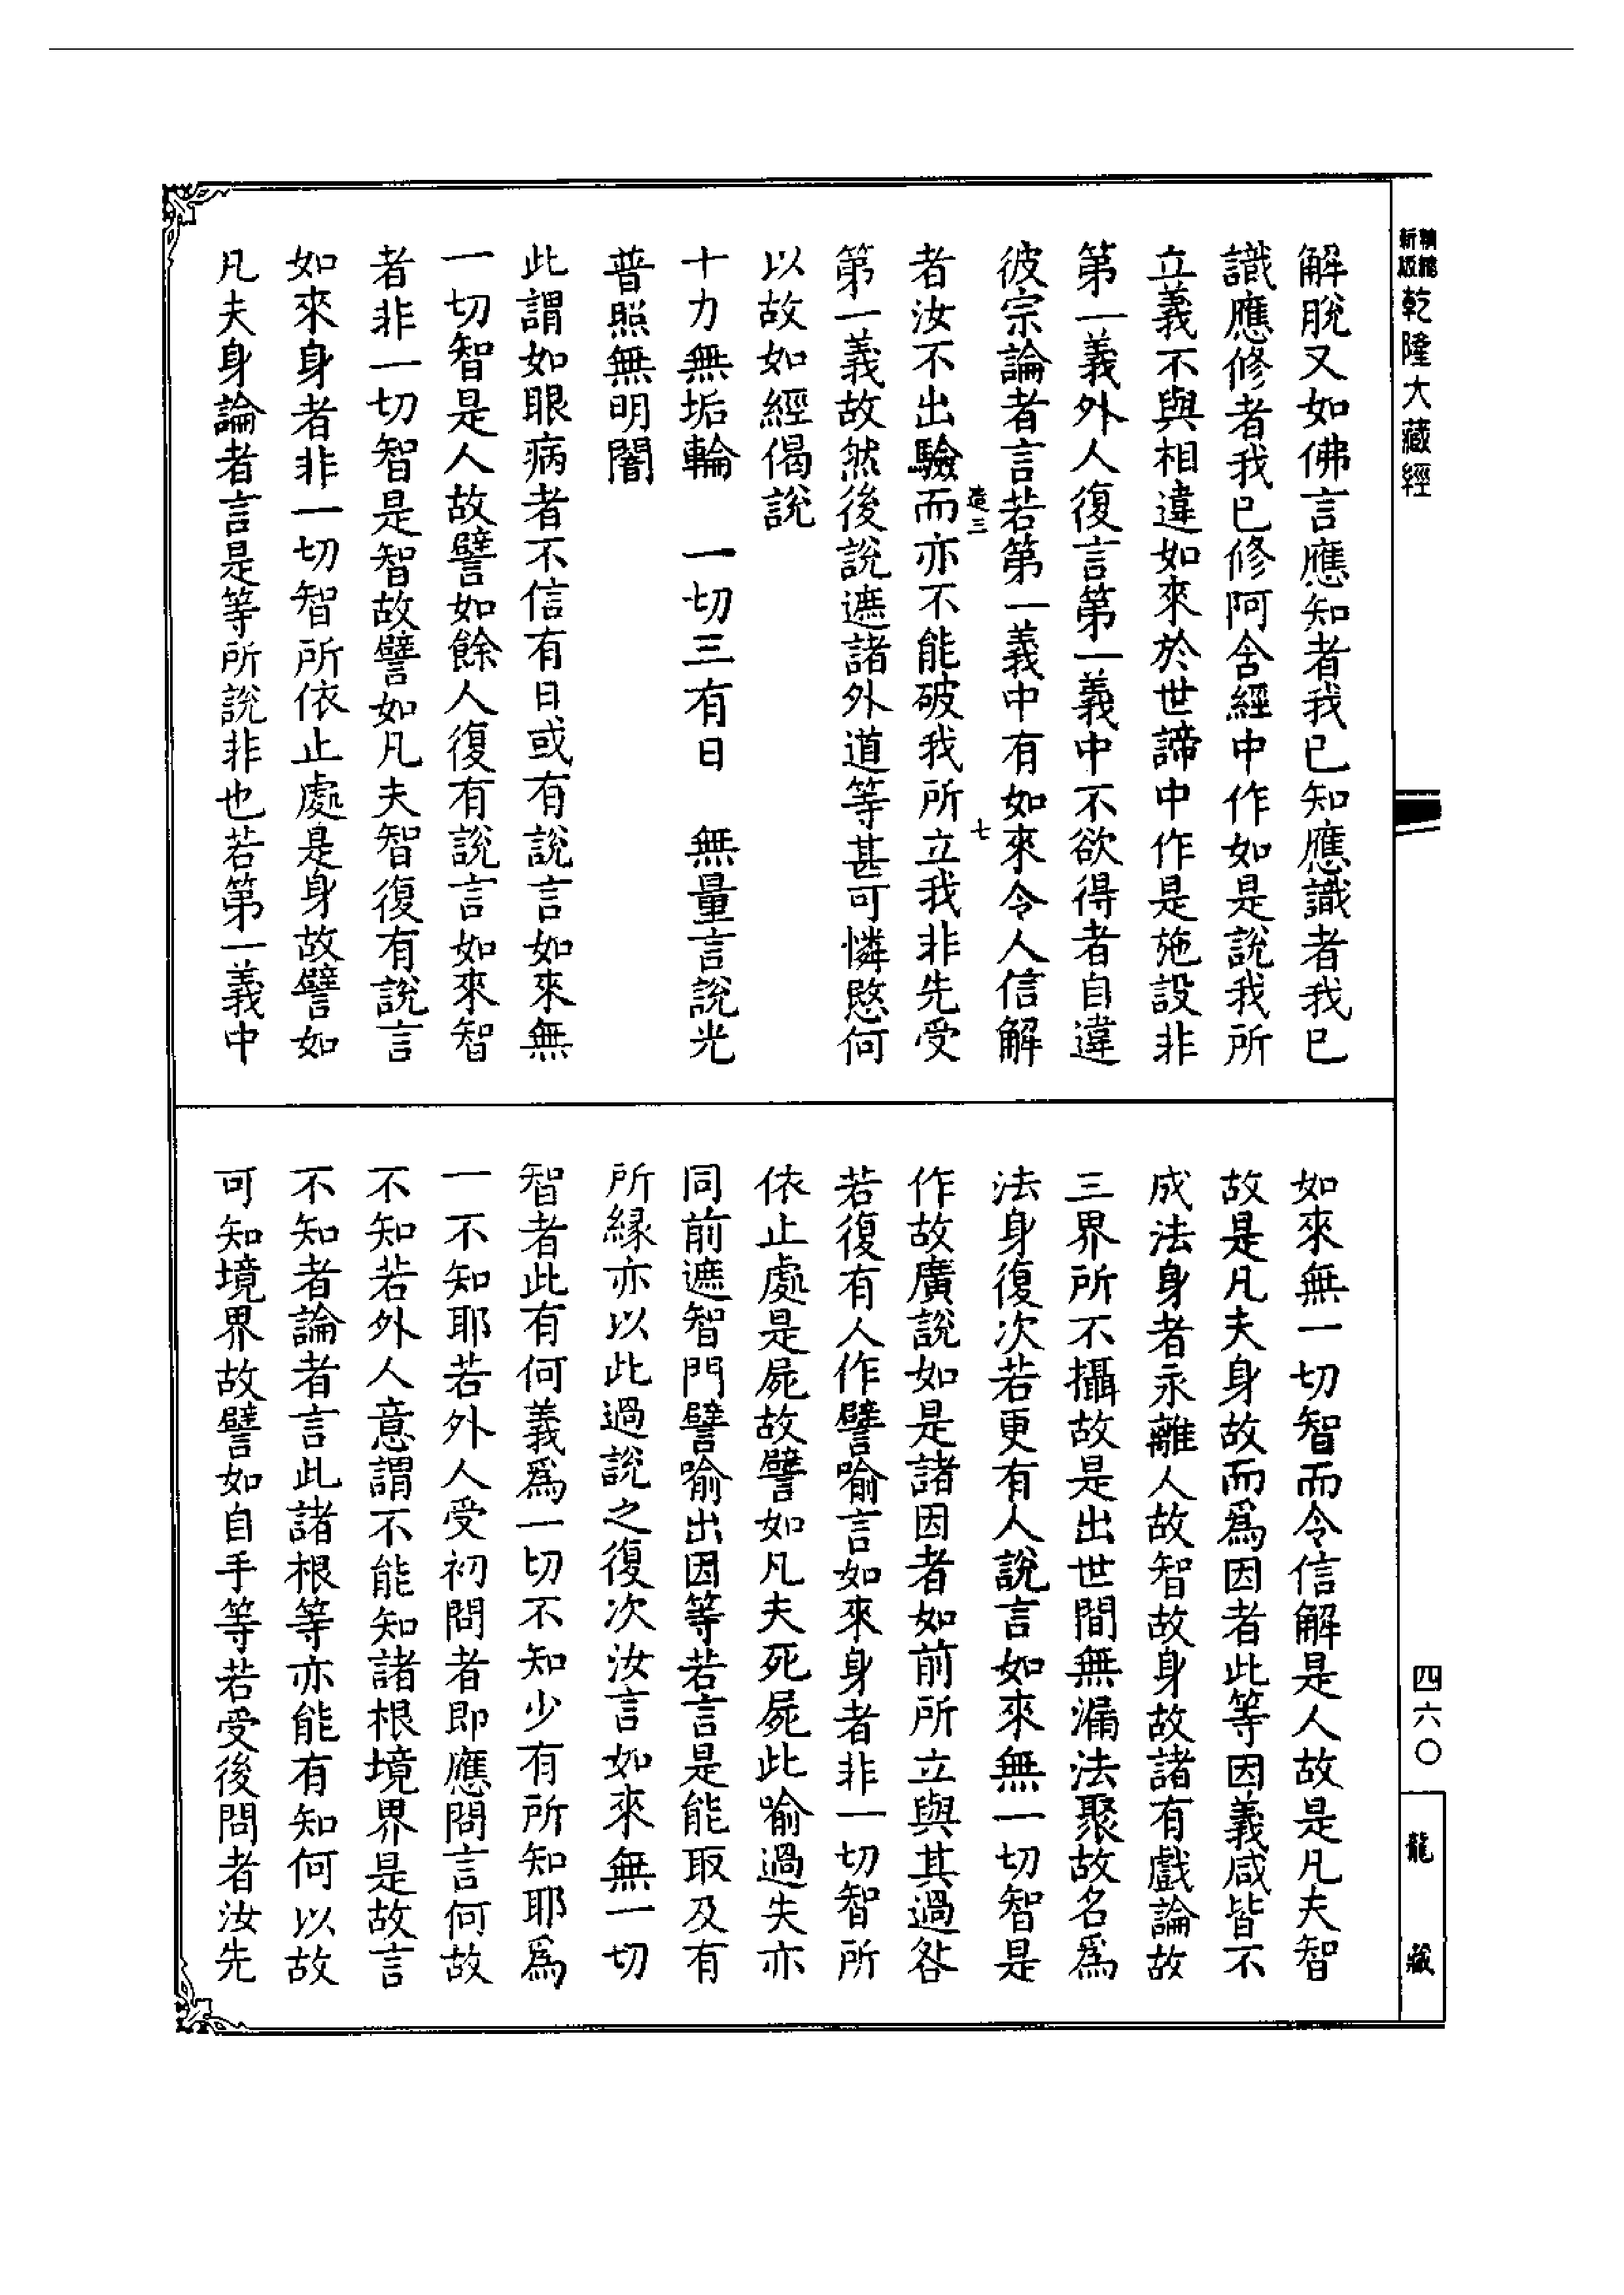 精縮新版乾隆大藏經
解脫又如佛言應知者我已知應識者我已
識應修者我已修阿含經中作如是說我所
立義不與相違如來於世諦中作是施設非
第一義外人復言第一義中不欲得者自違
彼宗論者言若第一義中有如來令人信解
者汝不出驗而亦不能破我所立我非先受
第一義故然後說遮諸外道等甚可憐愍何
以故如經偈說
十力無垢輪　一切三有日　無量言說光
普照無明闇
此謂如眼病者不信有日或有說言如來無
一切智是人故譬如餘人復有說言如來智
者非一切智是智故譬如凡夫智復有說言
如來身者非一切智所依止處是身故譬如
凡夫身論者言是等所說非也若第一義中
如來無一切智而令信解是人故是凡夫智
故是凡夫身故而爲因者此等因義咸皆不
成法身者永離人故智故身故諸有戲論故
三界所不攝故是出世間無漏法聚故名爲
法身復次若更有人說言如來無一切智是
作故廣說如是諸因者如前所立與其過咎
若復有人作譬喻言如來身者非一切智所
依止處是屍故譬如凡夫死屍此喻過失亦
同前遮智門譬喻出因等若言是能取及有
所緣亦以此過說之復次汝言如來無一切
智者此有何義爲一切不知少有所知耶爲
一不知耶若外人受初問者即應問言何故
不知若外人意謂不能知諸根境界是故言
不知者論者言此諸根等亦能有知何以故
可知境界故譬如自手等若受後問者汝先
造三
七
四六〇
龍藏